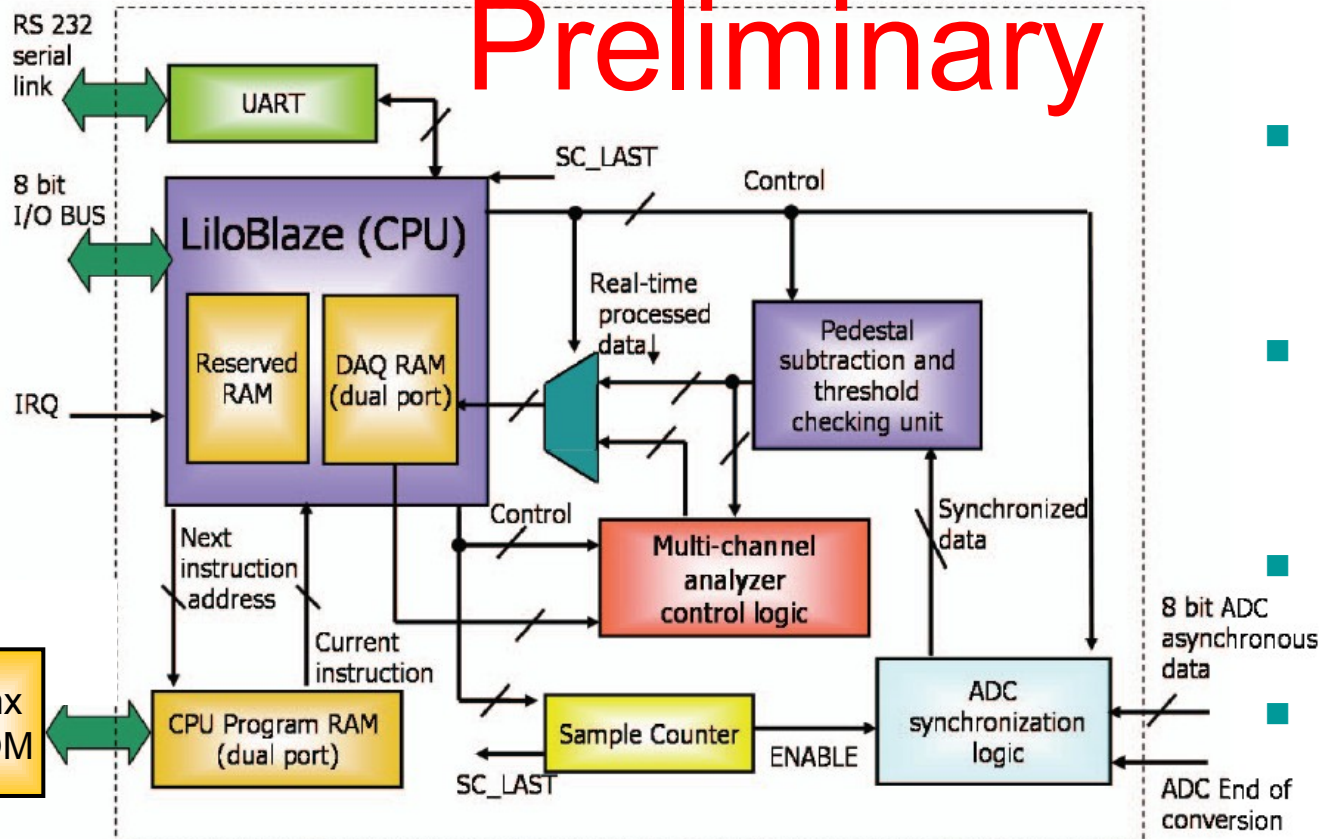 Preliminary
RS 232
serial
link
UART
SC_LAST
Control
8 bit
I/O BUS
LiloBlaze (CPU)
Reserved
RAM
DAQ RAM
(dual port)
Real-time
processed
data
Pedestal
subtraction and
threshold
checking unit
IRQ
Control
Multi-channel
analyzer
control logic
Synchronized
data
Next
instruction
address
Current
instruction
8 bit ADC
asynchronous
data
CPU Program RAM
(dual port)
Sample Counter
SC_LAST
ENABLE
ADC
synchronization
logic
ADC End of
conversion